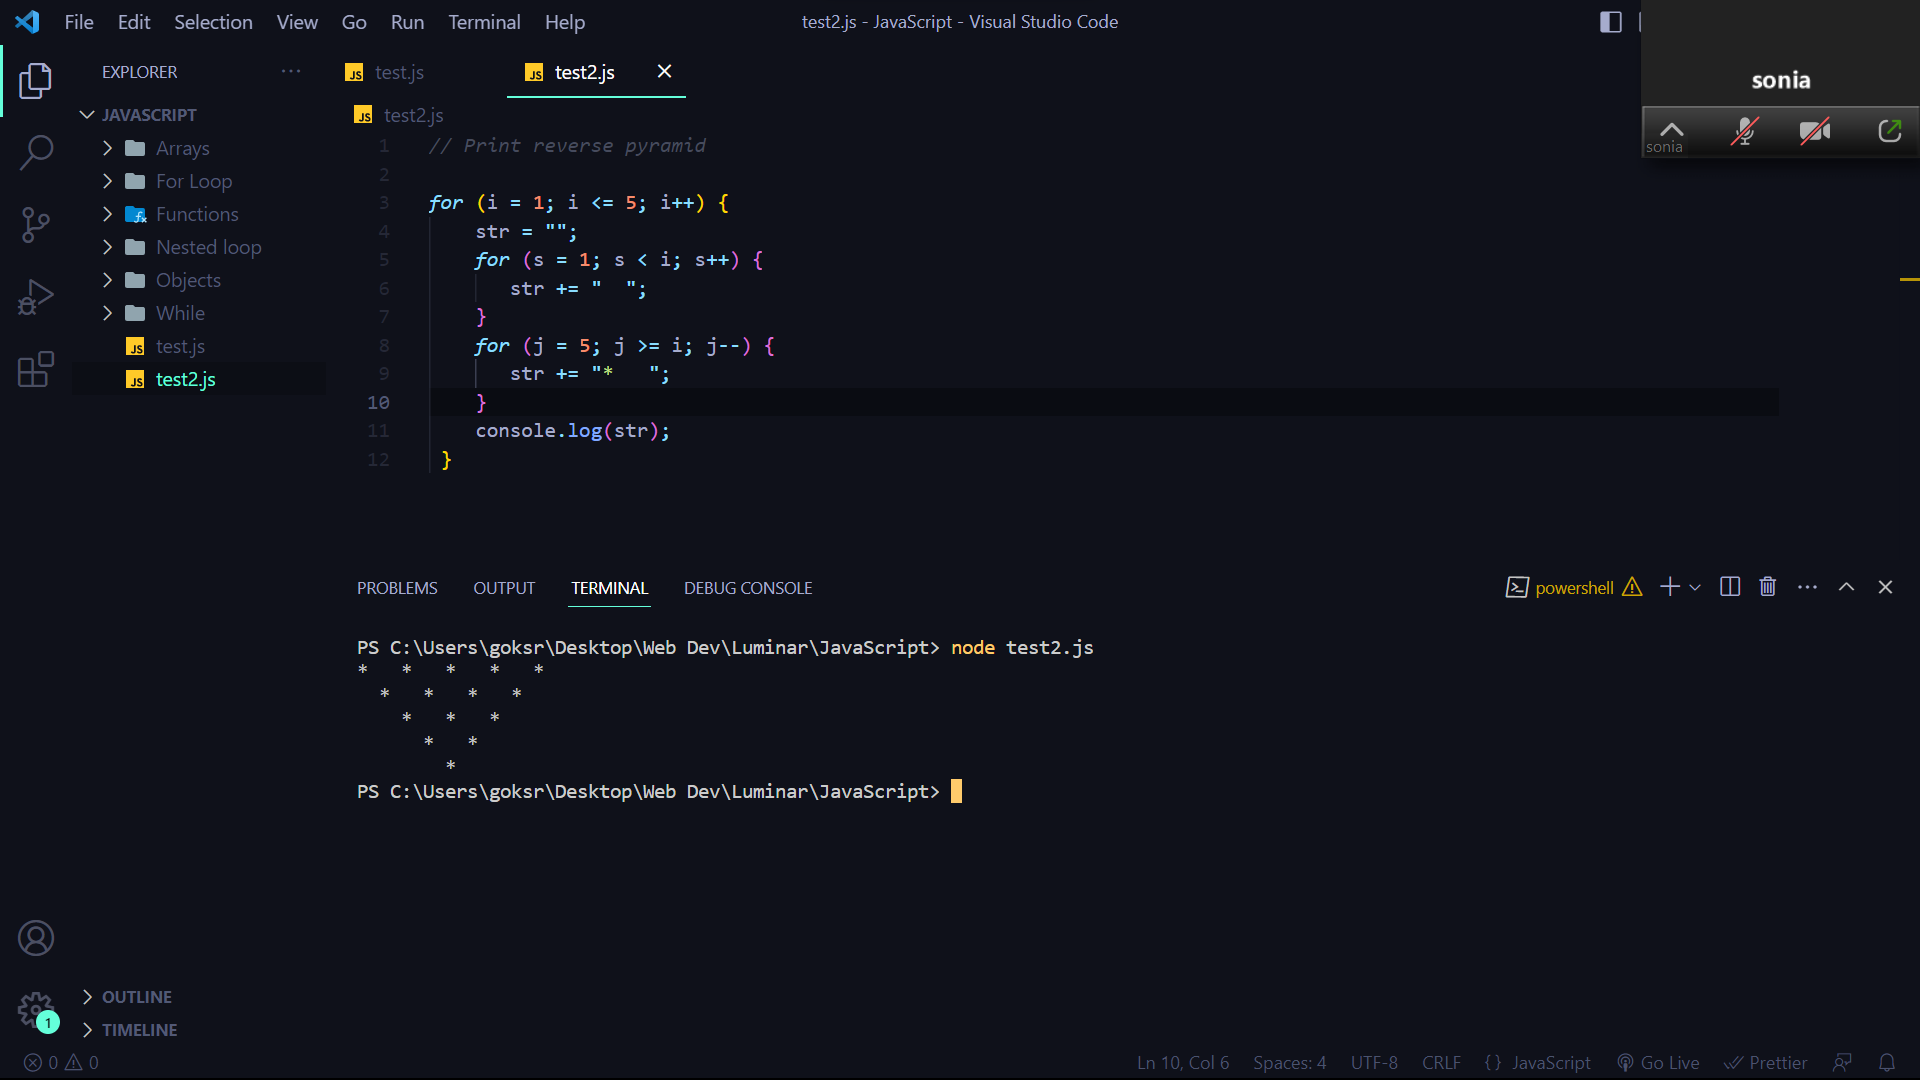 File Edit Selection View Go Run Terminal Help test2.js - JavaScript - Visual Studio Code
sonia
sonia
EXPLORER ···
JAVASCRIPT
Arrays
For Loop
Functions
Nested loop
Objects
While
JS test.js
JS test2.js
JS test.js JS test2.js
JS test2.js
1 // Print reverse pyramid
2
3 for (i = 1; i <= 5; i++) {
4     str = "";
5     for (s = 1; s < i; s++) {
6        str += "  ";
7     }
8     for (j = 5; j >= i; j--) {
9        str += "*   ";
10     }
11     console.log(str);
12  }
PROBLEMS OUTPUT TERMINAL DEBUG CONSOLE powershell
PS C:\Users\goksr\Desktop\Web Dev\Luminar\JavaScript> node test2.js
*   *   *   *   *
  *   *   *   *
    *   *   *
      *   *
        *
PS C:\Users\goksr\Desktop\Web Dev\Luminar\JavaScript>
OUTLINE
1
TIMELINE
0 0 Ln 10, Col 6 Spaces: 4 UTF-8 CRLF {} JavaScript Go Live Prettier